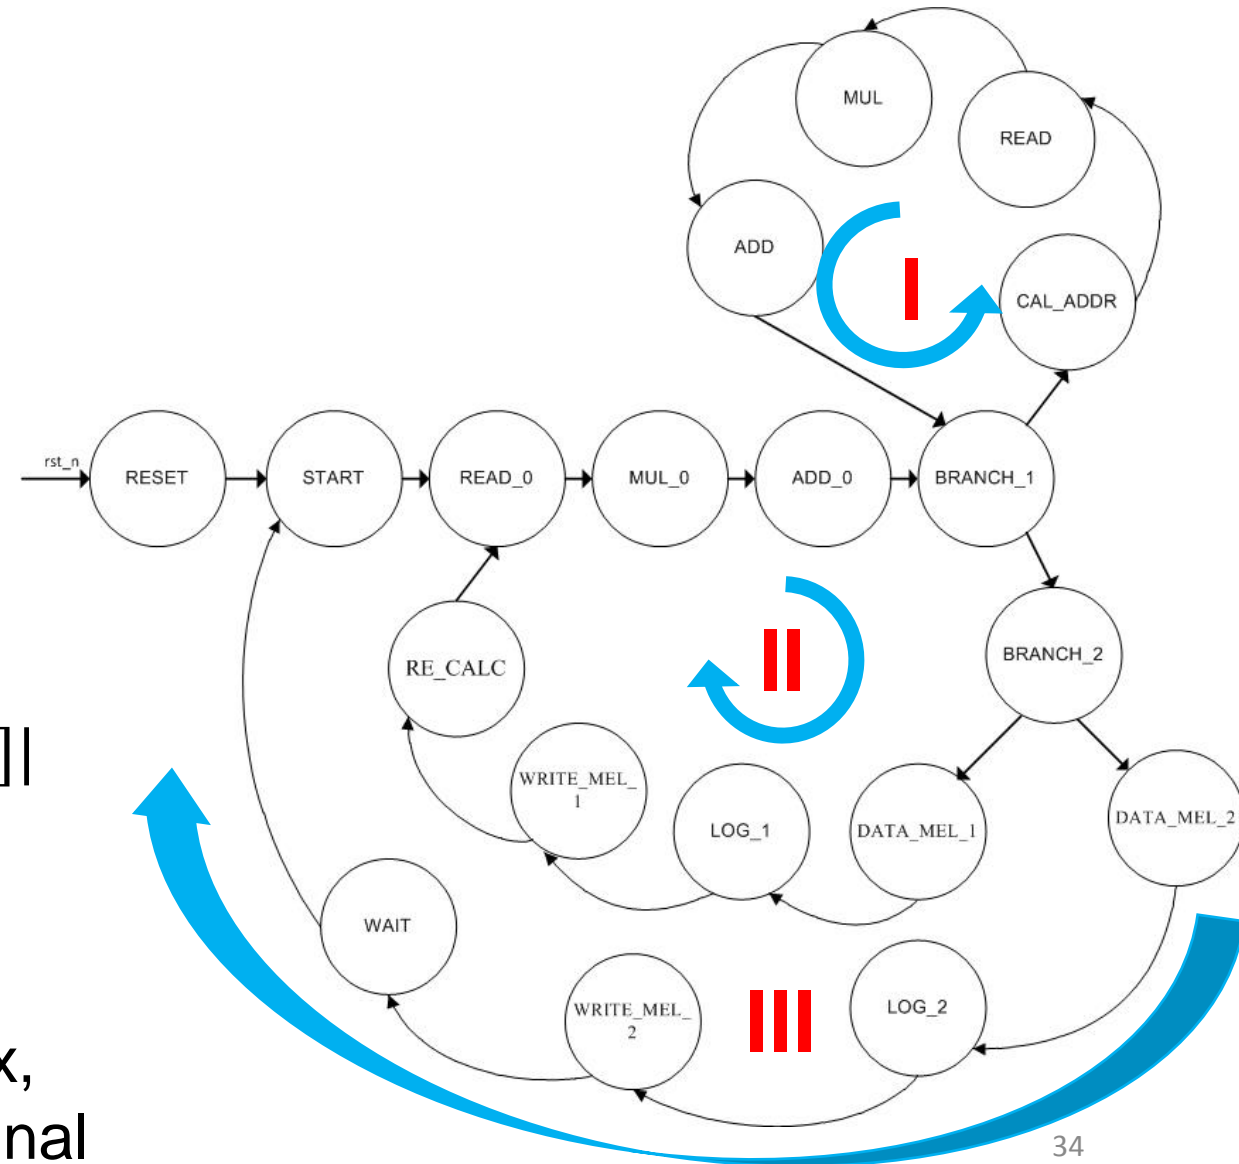 MUL
READ
ADD
I
CAL_ADDR
rst_n
RESET
START
READ_0
MUL_0
ADD_0
BRANCH_1
II
BRANCH_2
RE_CALC
]|
WRITE_MEL_
1
LOG_1
DATA_MEL_1
DATA_MEL_2
WAIT
WRITE_MEL_
2
III
LOG_2
x,
nal
34